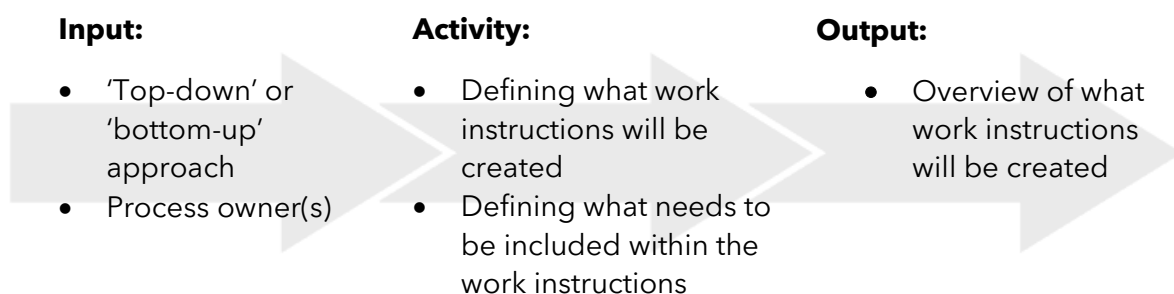 Input:
• ‘Top-down’ or
‘bottom-up’
approach
• Process owner(s)
Activity:
• Defining what work
instructions will be
created
• Defining what needs to
be included within the
work instructions
Output:
• Overview of what
work instructions
will be created